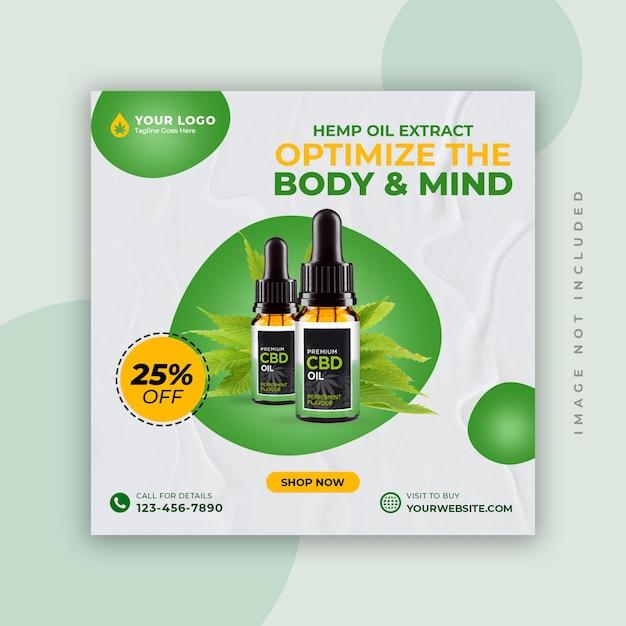 YOUR LOGO
Tagline Goes Here
HEMP OIL EXTRACT
OPTIMIZE THE
BODY & MIND
PREMIUM
CBD
OIL
PEPPERMINT
FLAVOUR
PREMIUM
CBD
OIL
PEPPERMINT
FLAVOUR
25%
OFF
SHOP NOW
CALL FOR DETAILS
123-456-7890
VISIT TO BUY
YOURWEBSITE.COM
IMAGE NOT INCLUDED